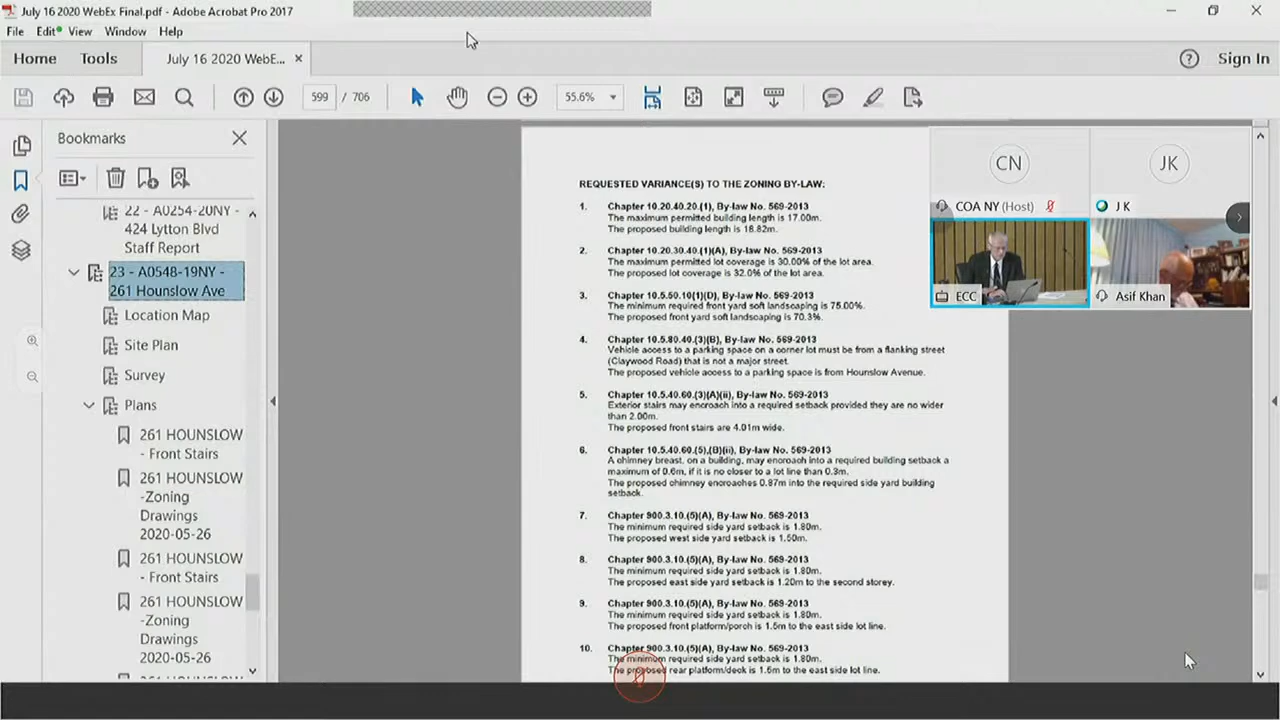 July 16 2020 WebEx Final.pdf - Adobe Acrobat Pro 2017
File Edit View Window Help
Home Tools July 16 2020 WebE... Sign In
599 / 706 55.6%
Bookmarks
22 - A0254-20NY -
424 Lytton Blvd
Staff Report
23 - A0548-19NY -
261 Hounslow Ave
Location Map
Site Plan
Survey
Plans
261 HOUNSLOW
- Front Stairs
261 HOUNSLOW
-Zoning
Drawings
2020-05-26
261 HOUNSLOW
- Front Stairs
261 HOUNSLOW
-Zoning
Drawings
2020-05-26
REQUESTED VARIANCE(S) TO THE ZONING BY-LAW:
1. Chapter 10.20.40.20.(1), By-law No. 569-2013
The maximum permitted building length is 17.00m.
The proposed building length is 18.82m.
2. Chapter 10.20.30.40.(1)(A), By-law No. 569-2013
The maximum permitted lot coverage is 30.00% of the lot area.
The proposed lot coverage is 32.0% of the lot area.
3. Chapter 10.5.50.10(1)(D), By-law No. 569-2013
The minimum required front yard soft landscaping is 75.00%.
The proposed front yard soft landscaping is 70.3%.
4. Chapter 10.5.80.40.(3)(B), By-law No. 569-2013
Vehicle access to a parking space on a corner lot must be from a flanking street
(Claywood Road) that is not a major street.
The proposed vehicle access to a parking space is from Hounslow Avenue.
5. Chapter 10.5.40.60.(3)(A)(ii), By-law No. 569-2013
Exterior stairs may encroach into a required setback provided they are no wider
than 2.00m.
The proposed front stairs are 4.01m wide.
6. Chapter 10.5.40.60.(5),(B)(ii), By-law No. 569-2013
A chimney breast, on a building, may encroach into a required building setback a
maximum of 0.6m, if it is no closer to a lot line than 0.3m.
The proposed chimney encroaches 0.87m into the required side yard building
setback.
7. Chapter 900.3.10.(5)(A), By-law No. 569-2013
The minimum required side yard setback is 1.80m.
The proposed west side yard setback is 1.50m.
8. Chapter 900.3.10.(5)(A), By-law No. 569-2013
The minimum required side yard setback is 1.80m.
The proposed east side yard setback is 1.20m to the second storey.
9. Chapter 900.3.10.(5)(A), By-law No. 569-2013
The minimum required side yard setback is 1.80m.
The proposed front platform/porch is 1.5m to the east side lot line.
10. Chapter 900.3.10.(5)(A), By-law No. 569-2013
The minimum required side yard setback is 1.80m.
The proposed rear platform/deck is 1.5m to the east side lot line.
CN
JK
COA NY (Host)
J K
ECC
Asif Khan